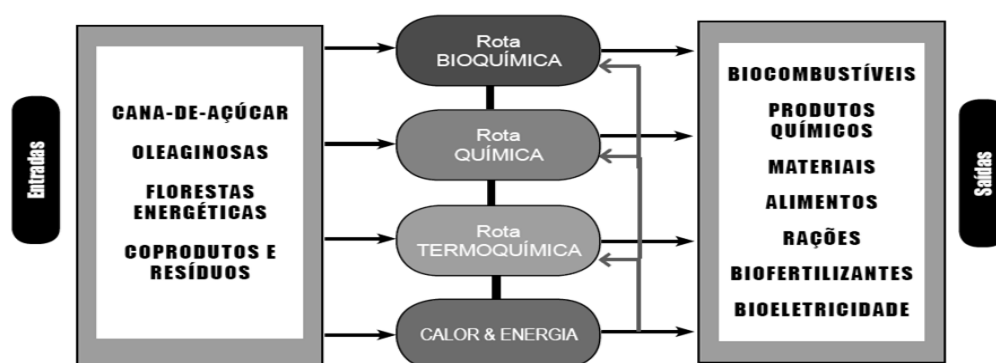 Entradas
CANA-DE-AÇÚCAR
OLEAGINOSAS
FLORESTAS
ENERGÉTICAS
COPRODUTOS E
RESÍDUOS
Rota
BIOQUÍMICA
Rota
QUÍMICA
Rota
TERMOQUÍMICA
CALOR & ENERGIA
BIOCOMBUSTÍVEIS
PRODUTOS
QUÍMICOS
MATERIAIS
ALIMENTOS
RAÇÕES
BIOFERTILIZANTES
BIOELETRICIDADE
Saídas